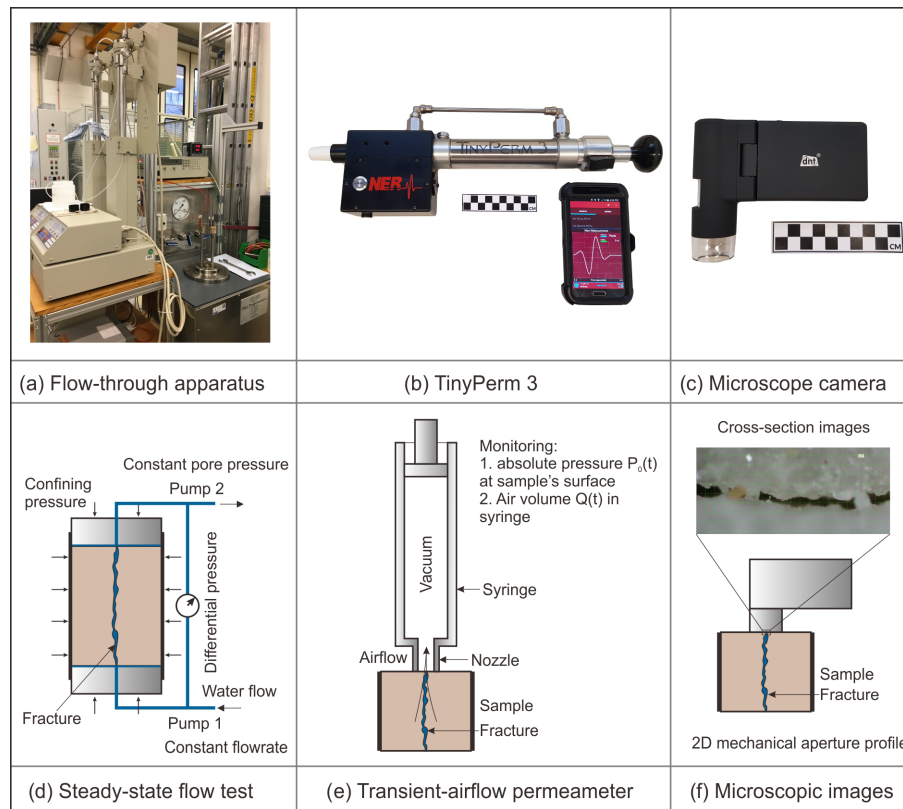 TINYPERM 3
NER
CM
dnt
CM
(a) Flow-through apparatus
(b) TinyPerm 3
(c) Microscope camera
Constant pore pressure
Confining
pressure
Pump 2
Differential pressure
Fracture
Water flow
Pump 1
Constant flowrate
Monitoring:
1. absolute pressure P₀(t)
at sample's surface
2. Air volume Q(t) in
syringe
Vacuum
Syringe
Airflow
Nozzle
Sample
Fracture
Cross-section images
Sample
Fracture
2D mechanical aperture profile
(d) Steady-state flow test
(e) Transient-airflow permeameter
(f) Microscopic images